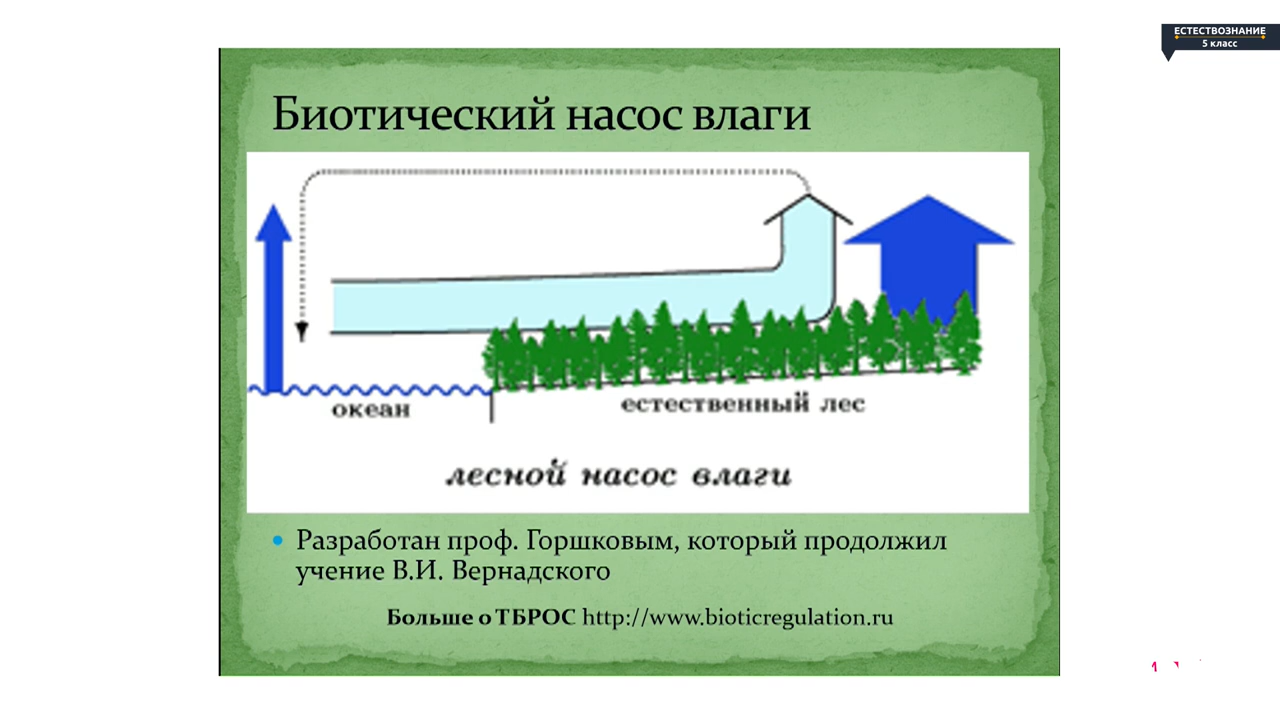 ЕСТЕСТВОЗНАНИЕ
5 класс
Биотический насос влаги
океан
естественный лес
лесной насос влаги
Разработан проф. Горшковым, который продолжил
учение В.И. Вернадского
Больше о ТБРОС http://www.bioticregulation.ru